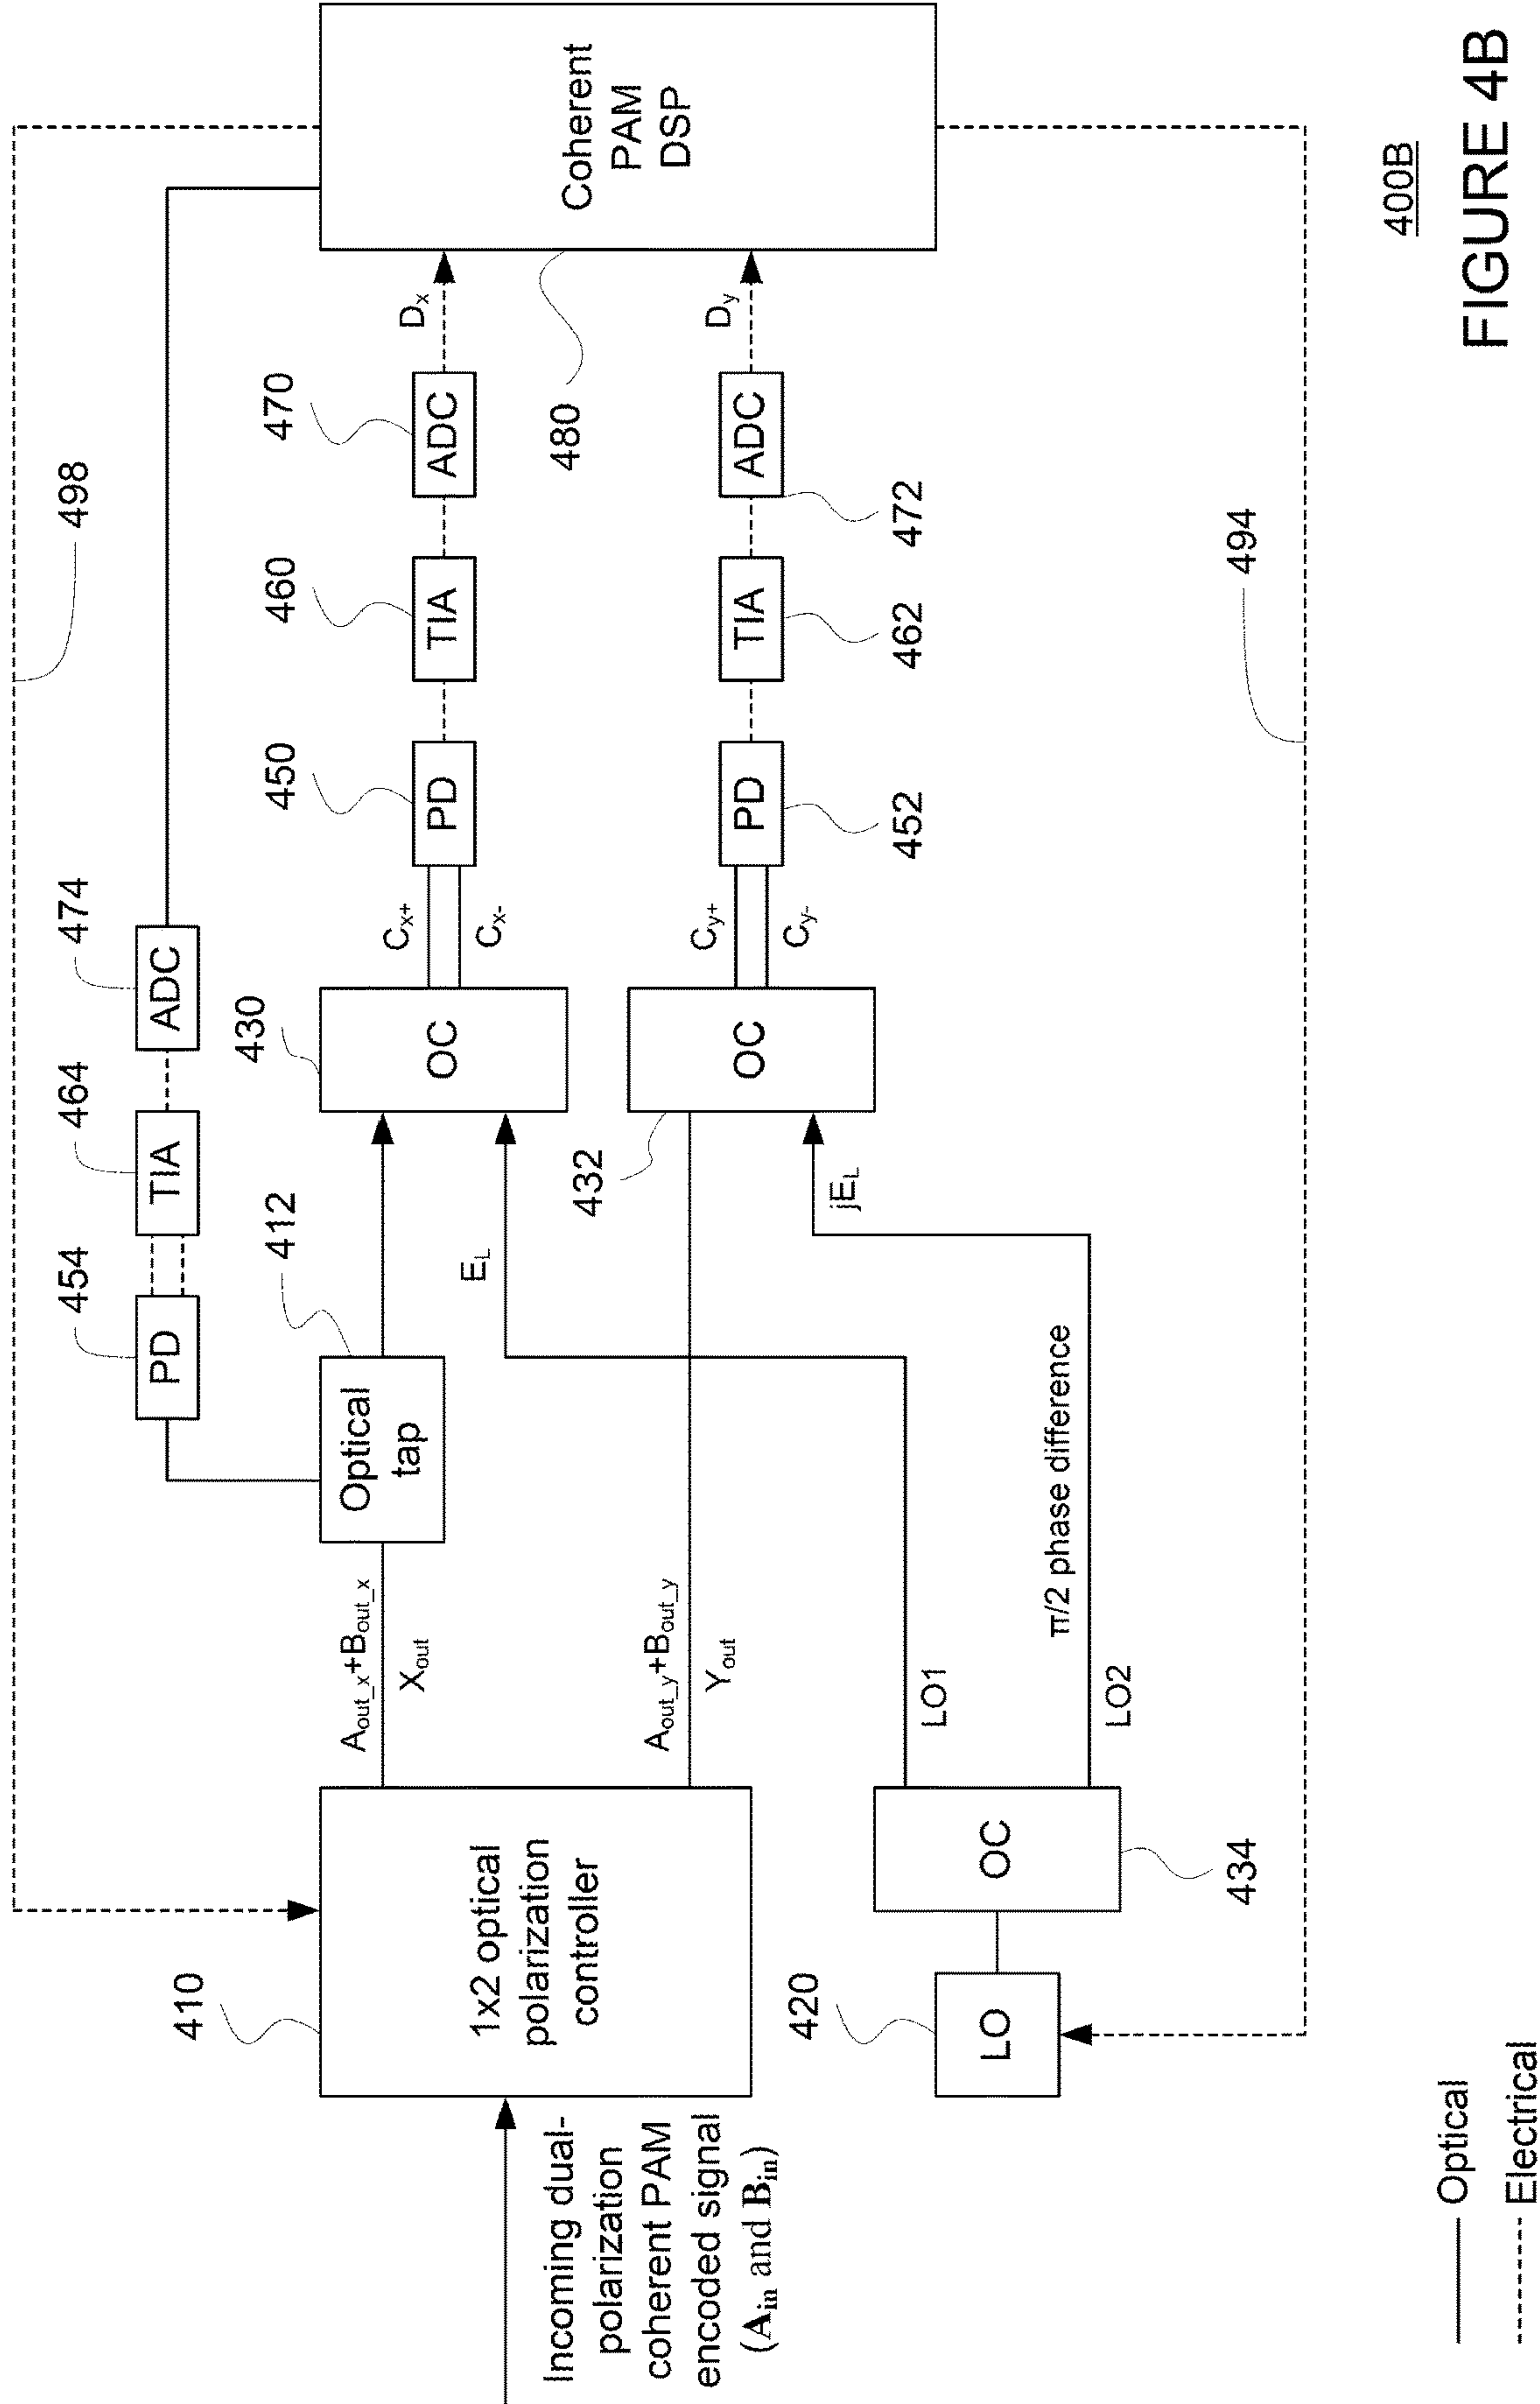 498
474
ADC
464
TIA
454
PD
410
1x2 optical
polarization
controller
Incoming dual-
polarization
coherent PAM
encoded signal
(A_in and B_in)
A_out_x+B_out_x
X_out
A_out_y+B_out_y
Y_out
412
Optical
tap
430
OC
432
OC
E_L
jE_L
C_x+
C_x-
C_y+
C_y-
450
PD
452
PD
460
TIA
462
TIA
470
ADC
472
ADC
D_x
D_y
480
Coherent
PAM
DSP
420
LO
434
OC
LO1
LO2
π/2 phase difference
494
Optical
Electrical
400B
FIGURE 4B